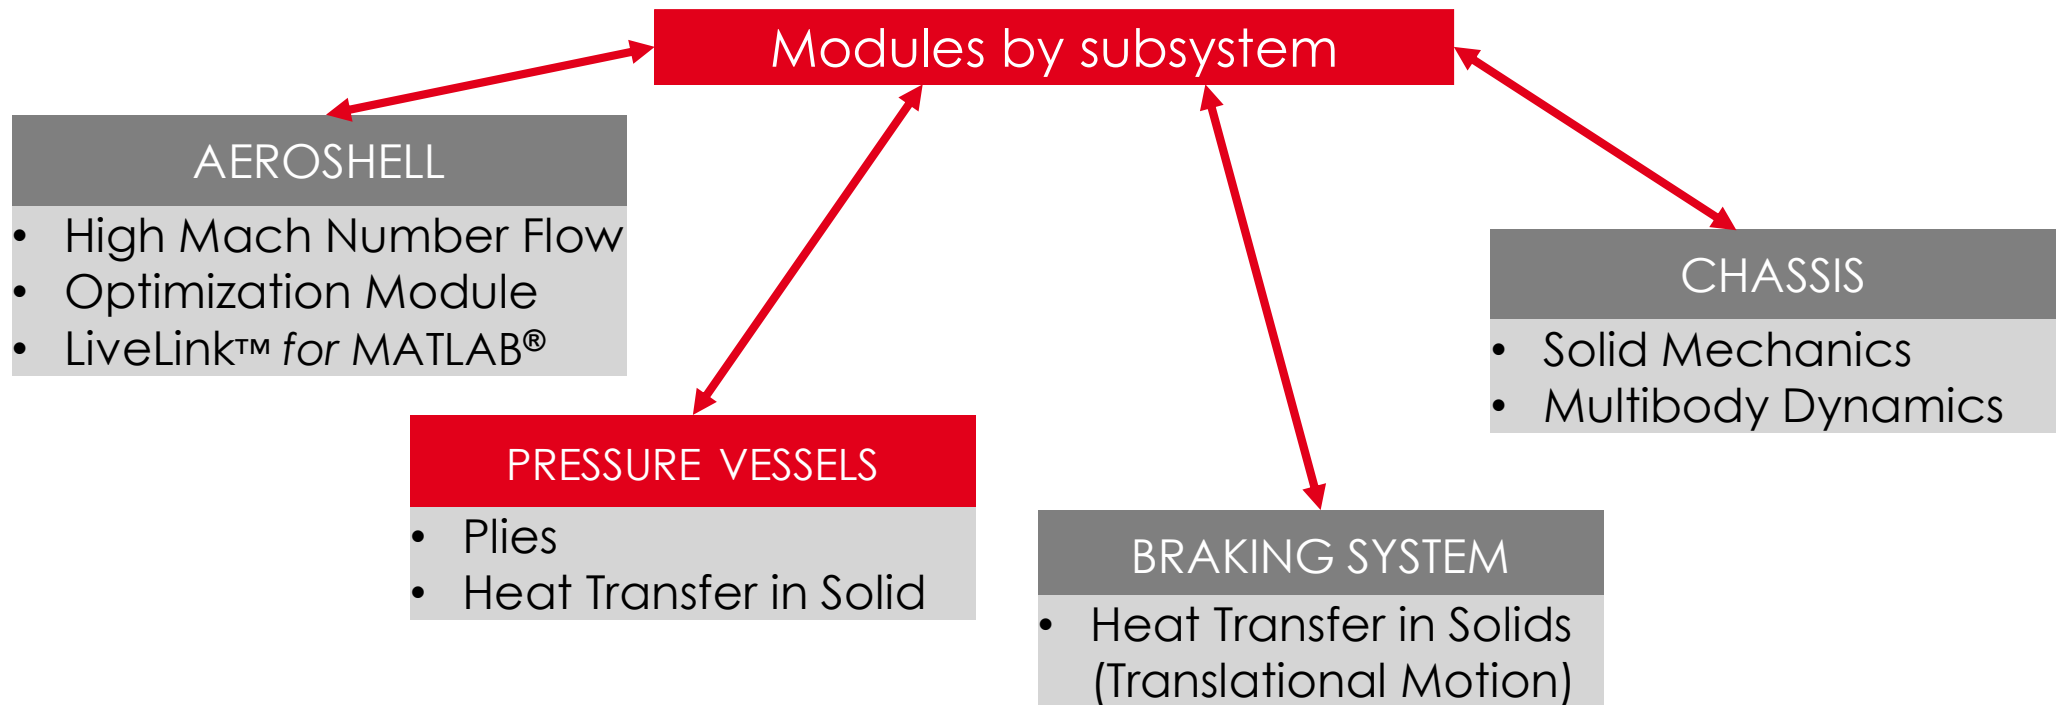 Modules by subsystem
AEROSHELL
• High Mach Number Flow
• Optimization Module
• LiveLink™ for MATLAB®
PRESSURE VESSELS
• Plies
• Heat Transfer in Solid
BRAKING SYSTEM
• Heat Transfer in Solids
(Translational Motion)
CHASSIS
• Solid Mechanics
• Multibody Dynamics